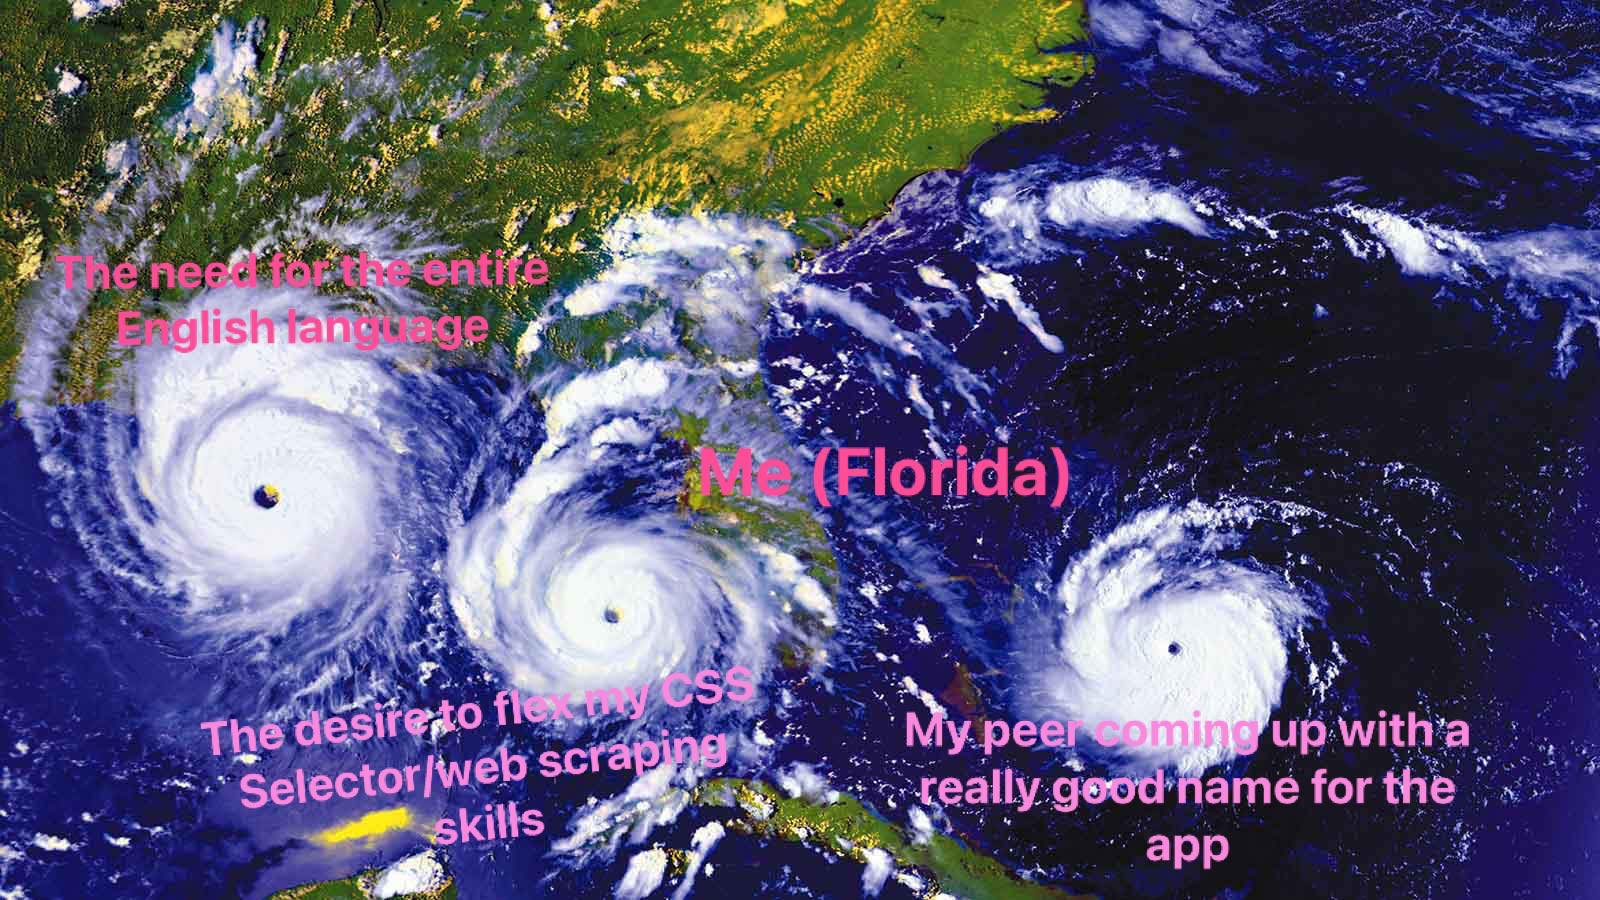 The need for the entire
English language
Me (Florida)
The desire to flex my CSS
Selector/web scraping
skills
My peer coming up with a
really good name for the
app